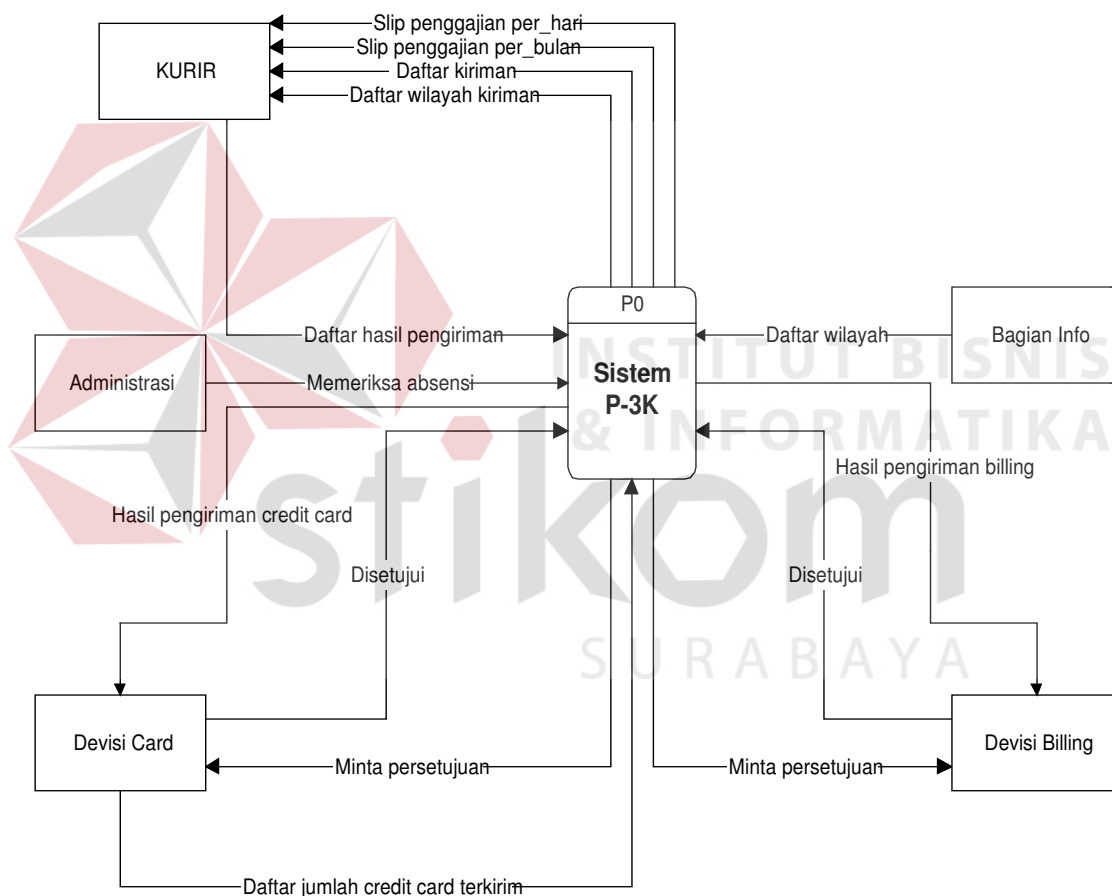 Slip penggajian per_hari
Slip penggajian per_bulan
KURIR
Daftar kiriman
Daftar wilayah kiriman
P0
Daftar hasil pengiriman
Daftar wilayah
Bagian Info
INSTITUT BISNIS
Sistem
P-3K
Administrasi
Memeriksa absensi
& INFORMATIKA
Hasil pengiriman billing
Hasil pengiriman credit card
stikom
Disetujui
Disetujui
SURABAYA
Devisi Card
Devisi Billing
Minta persetujuan
Minta persetujuan
Daftar jumlah credit card terkirim